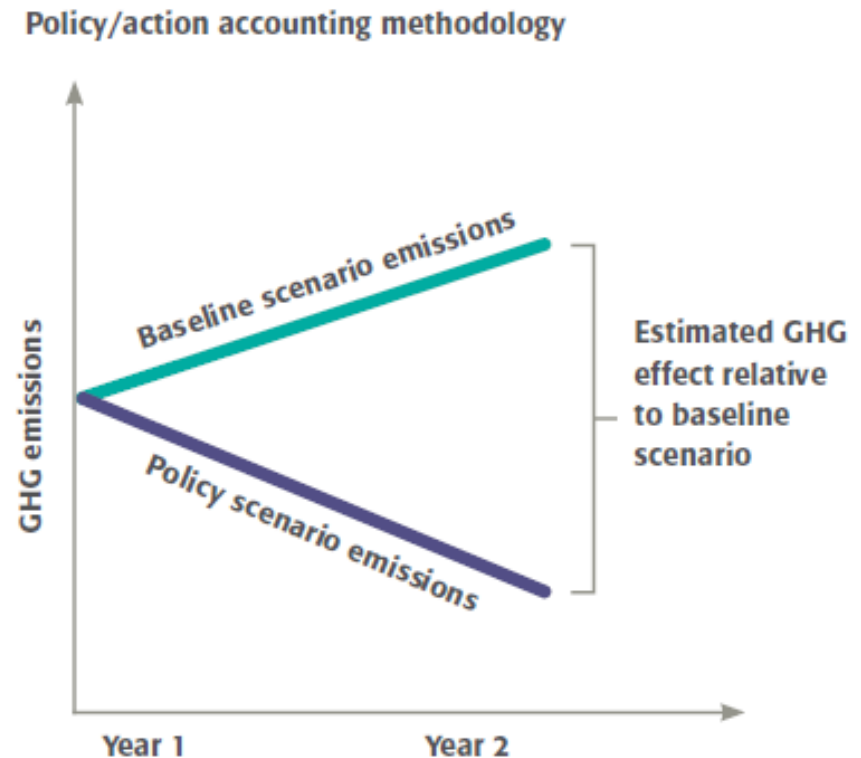 Policy/action accounting methodology
Baseline scenario emissions
Estimated GHG
effect relative
to baseline
scenario
GHG emissions
Policy scenario emissions
Year 1
Year 2